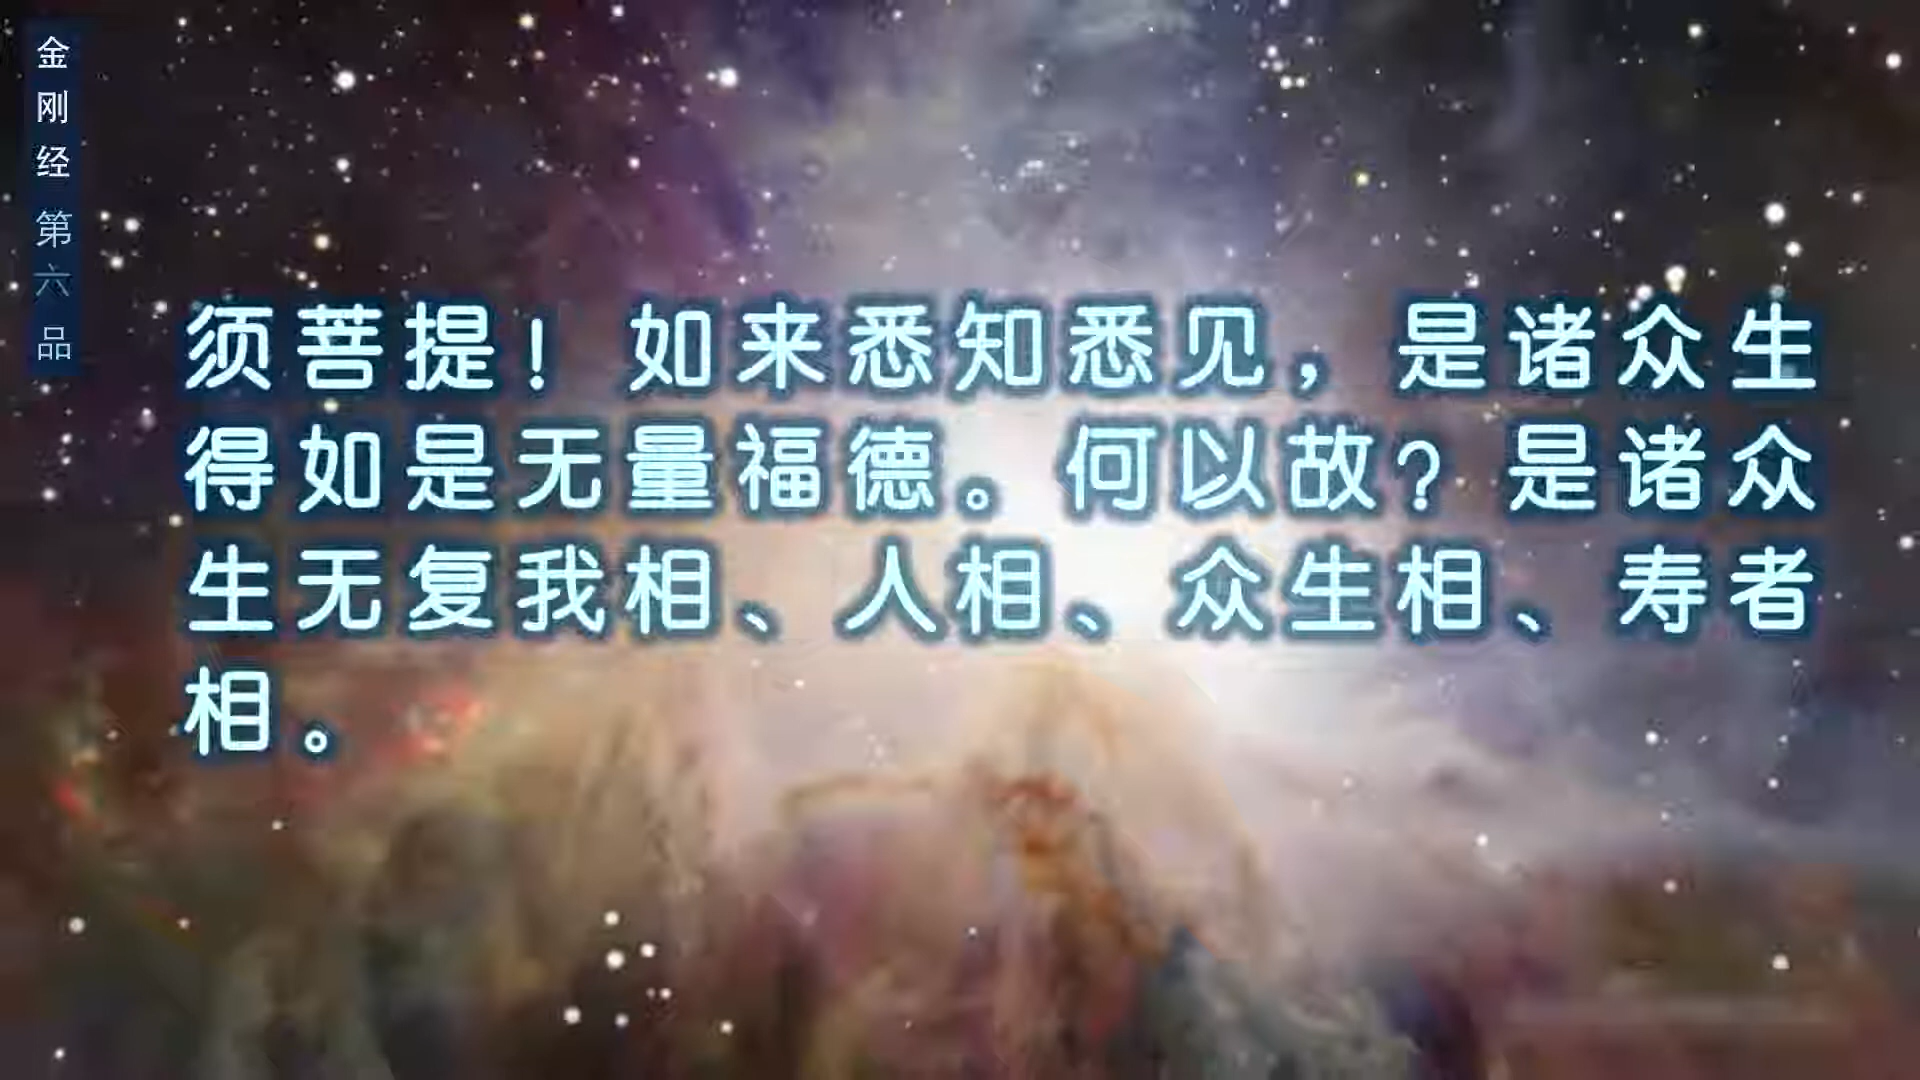 金刚经 第六品
须菩提！如来悉知悉见，是诸众生
得如是无量福德。何以故？是诸众
生无复我相、人相、众生相、寿者
相。